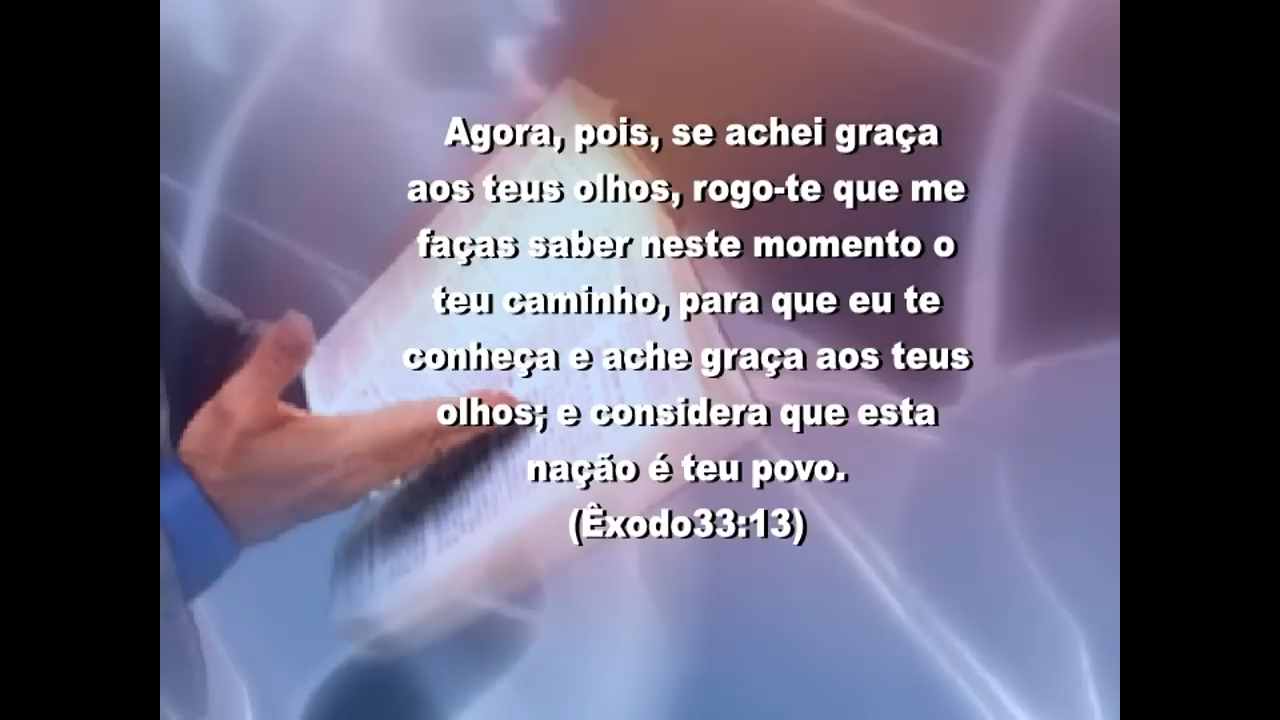 Agora, pois, se achei graça
aos teus olhos, rogo-te que me
faças saber neste momento o
teu caminho, para que eu te
conheça e ache graça aos teus
olhos; e considera que esta
nação é teu povo.
(Êxodo33:13)